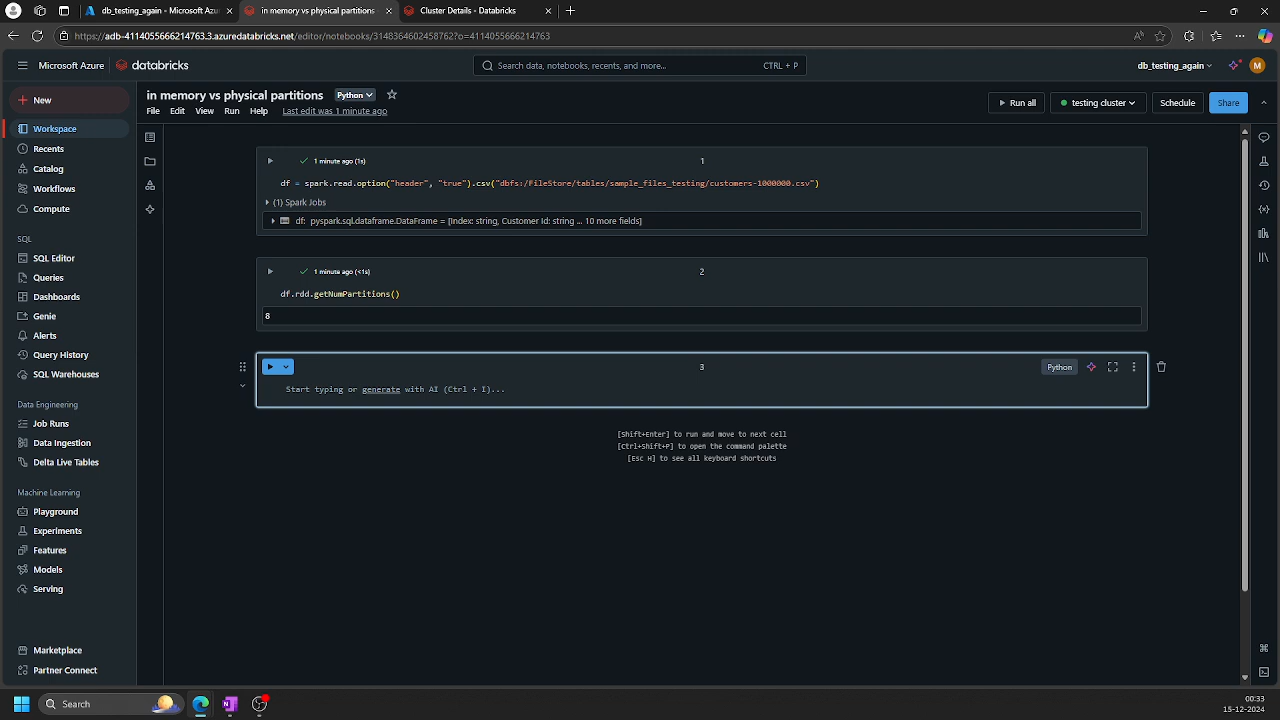 db_testing_again - Microsoft Azu
in memory vs physical partitions
Cluster Details - Databricks
https://adb-4114055666214763.3.azuredatabricks.net/editor/notebooks/3148364602458762?o=4114055666214763
Microsoft Azure
databricks
Search data, notebooks, recents, and more...
CTRL + P
db_testing_again
M
New
Workspace
Recents
Catalog
Workflows
Compute
SQL
SQL Editor
Queries
Dashboards
Genie
Alerts
Query History
SQL Warehouses
Data Engineering
Job Runs
Data Ingestion
Delta Live Tables
Machine Learning
Playground
Experiments
Features
Models
Serving
Marketplace
Partner Connect
in memory vs physical partitions
Python
File Edit View Run Help Last edit was 1 minute ago
Run all
testing cluster
Schedule
Share
1 minute ago (1s)
1
df = spark.read.option("header", "true").csv("dbfs:/FileStore/tables/sample_files_testing/customers-1000000.csv")
(1) Spark Jobs
df: pyspark.sql.dataframe.DataFrame = [Index: string, Customer Id: string ... 10 more fields]
1 minute ago (<1s)
2
df.rdd.getNumPartitions()
8
3
Python
Start typing or generate with AI (Ctrl + I)...
[Shift+Enter] to run and move to next cell
[Ctrl+Shift+P] to open the command palette
[Esc H] to see all keyboard shortcuts
Search
00:33
15-12-2024